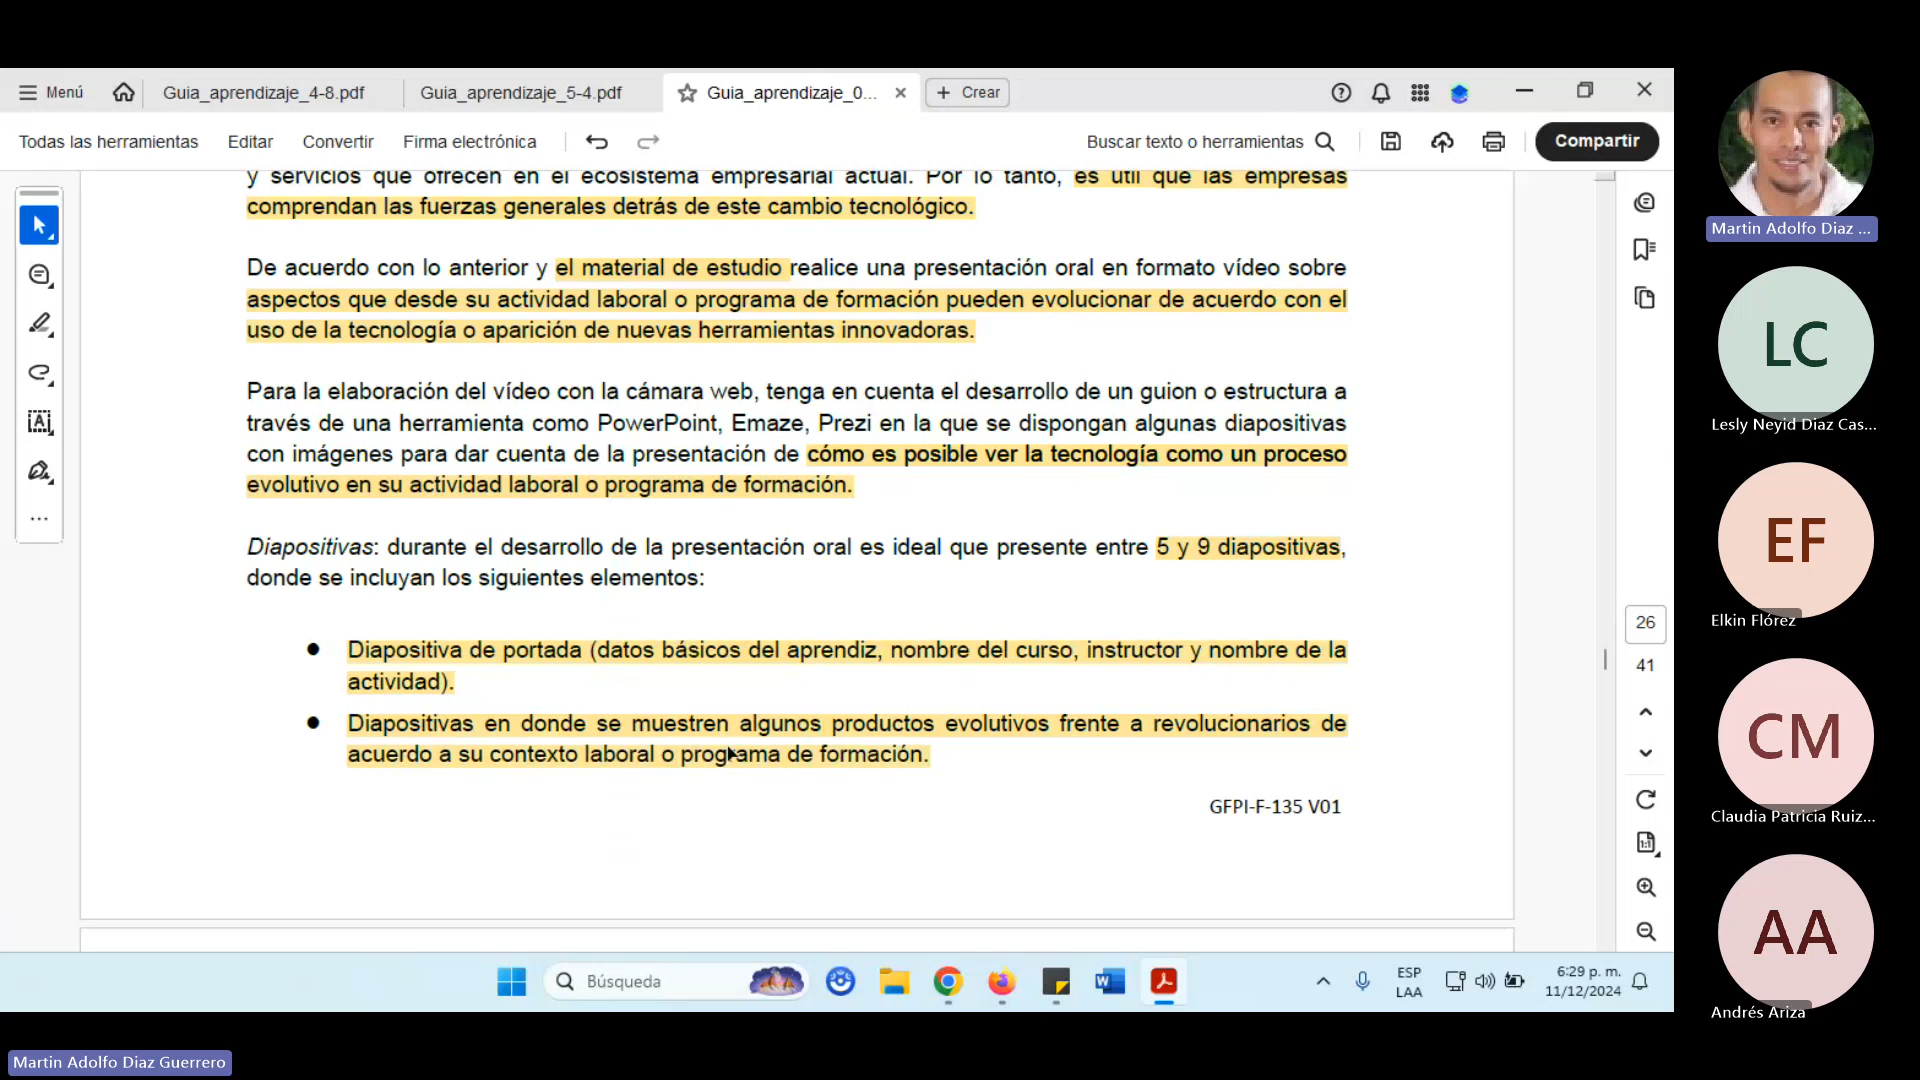 Menú
Guia_aprendizaje_4-8.pdf
Guia_aprendizaje_5-4.pdf
Guia_aprendizaje_0...
Crear
Todas las herramientas
Editar
Convertir
Firma electrónica
Buscar texto o herramientas
Compartir
y servicios que ofrecen en el ecosistema empresarial actual. Por lo tanto, es útil que las empresas
comprendan las fuerzas generales detrás de este cambio tecnológico.
De acuerdo con lo anterior y el material de estudio realice una presentación oral en formato vídeo sobre
aspectos que desde su actividad laboral o programa de formación pueden evolucionar de acuerdo con el
uso de la tecnología o aparición de nuevas herramientas innovadoras.
Para la elaboración del vídeo con la cámara web, tenga en cuenta el desarrollo de un guion o estructura a
través de una herramienta como PowerPoint, Emaze, Prezi en la que se dispongan algunas diapositivas
con imágenes para dar cuenta de la presentación de cómo es posible ver la tecnología como un proceso
evolutivo en su actividad laboral o programa de formación.
Diapositivas: durante el desarrollo de la presentación oral es ideal que presente entre 5 y 9 diapositivas,
donde se incluyan los siguientes elementos:
● Diapositiva de portada (datos básicos del aprendiz, nombre del curso, instructor y nombre de la
actividad).
● Diapositivas en donde se muestren algunos productos evolutivos frente a revolucionarios de
acuerdo a su contexto laboral o programa de formación.
GFPI-F-135 V01
26
41
1:1
Búsqueda
ESP
LAA
6:29 p. m.
11/12/2024
Martin Adolfo Diaz ...
LC
Lesly Neyid Diaz Cas...
EF
Elkin Flórez
CM
Claudia Patricia Ruiz...
AA
Andrés Ariza
Martin Adolfo Diaz Guerrero